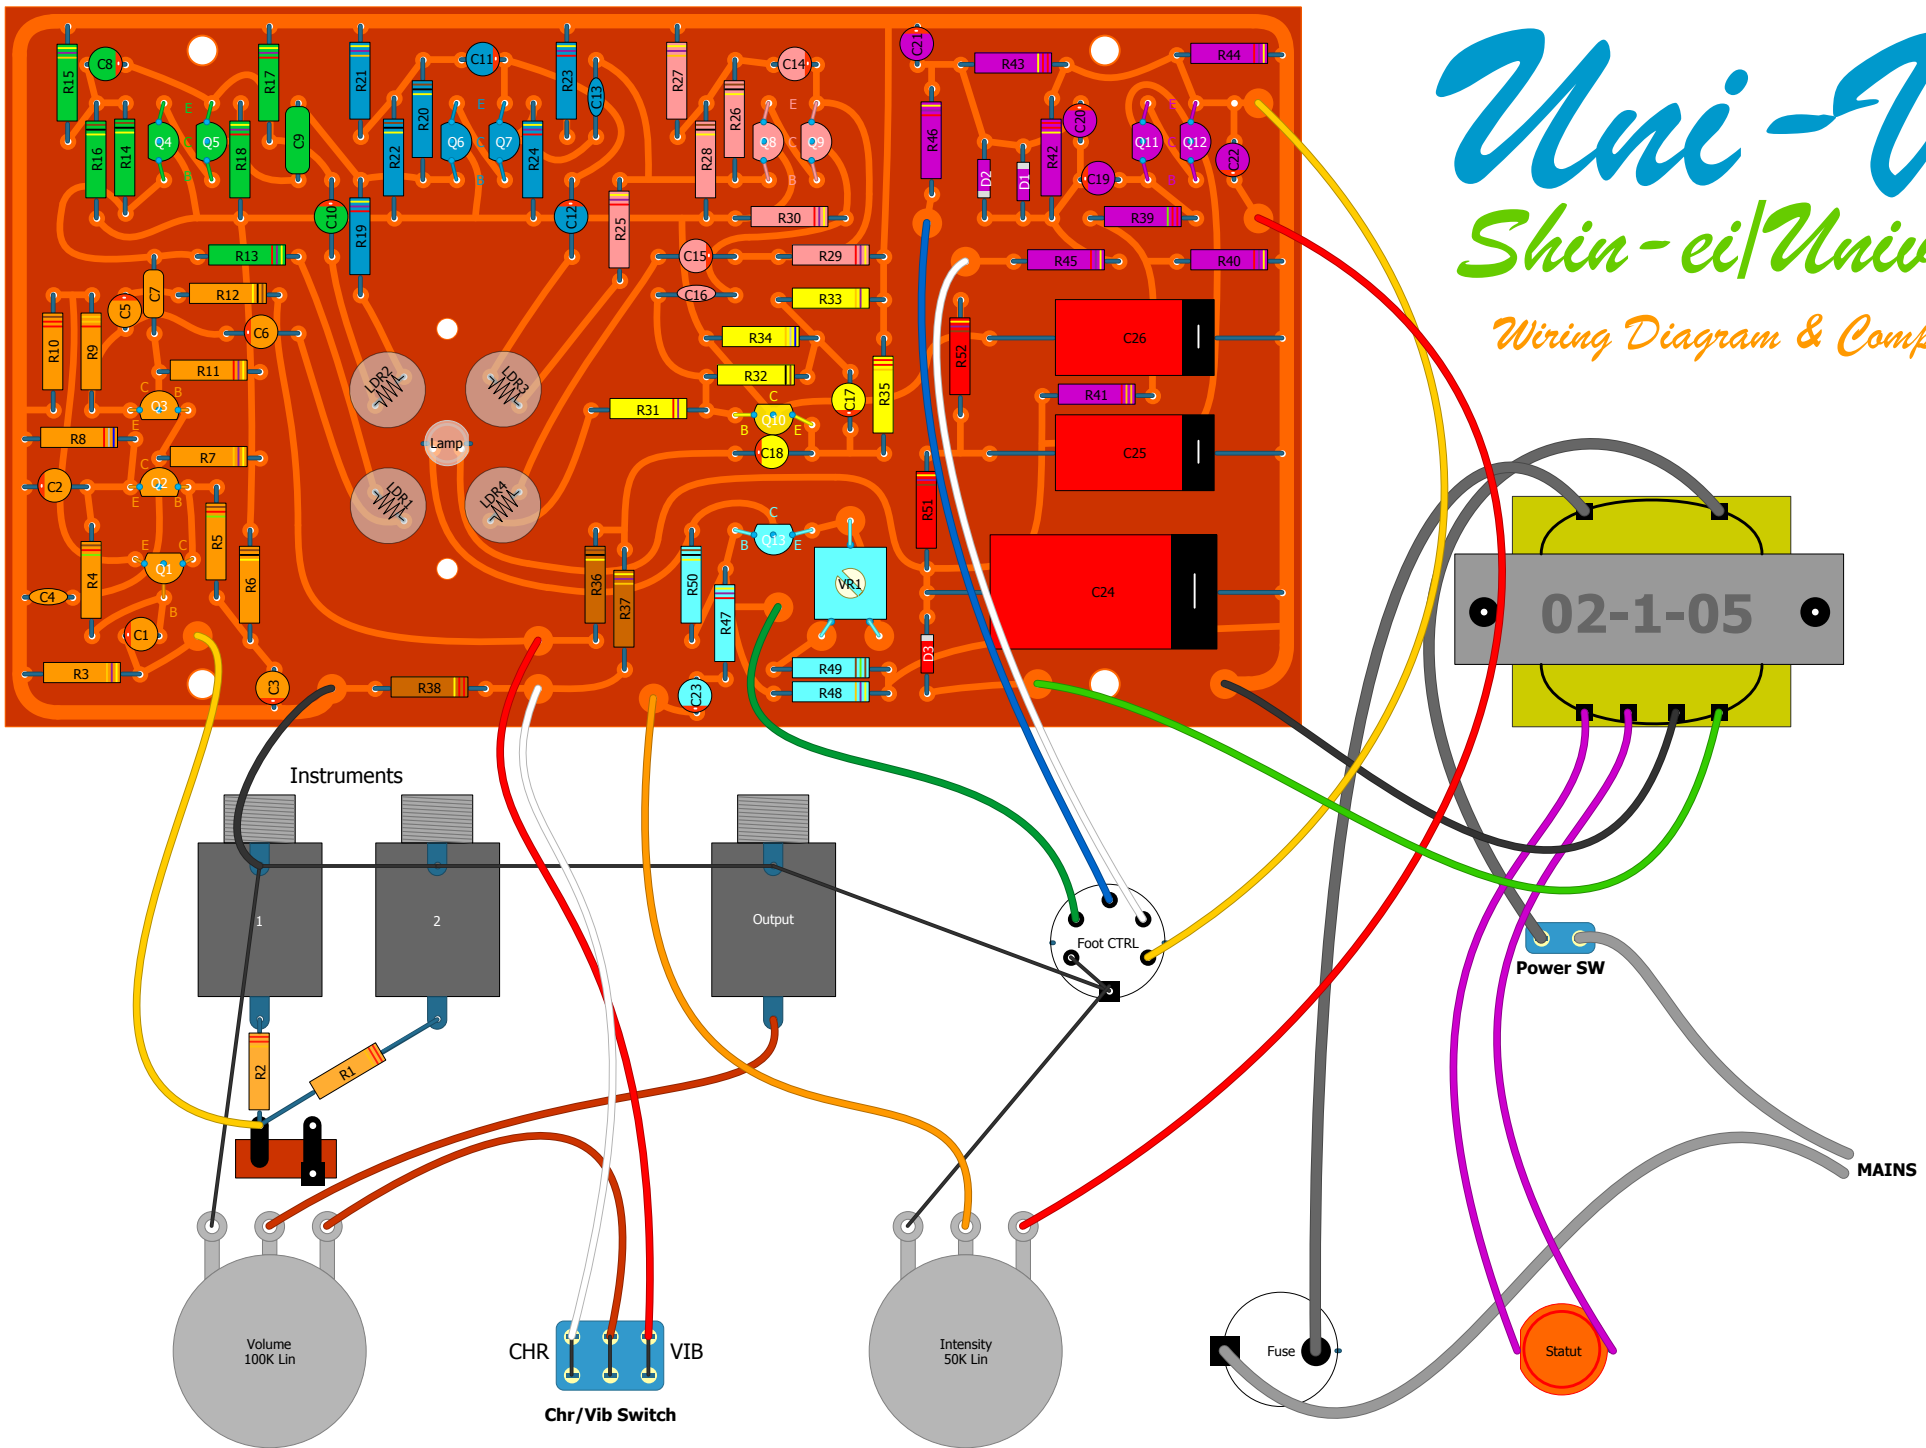 Uni-V
Shin-ei/Univ
Wiring Diagram & Comp
R15
C8
R17
R21
C11
R23
C13
R27
R26
C14
C21
R43
R44
R16
R14
Q4
E
C
B
Q5
R18
C9
R22
R20
Q6
E
C
B
Q7
R24
R28
Q8
E
C
B
Q9
R46
D2
D1
R42
C20
C19
Q11
E
C
B
Q12
C22
C10
R19
C12
R25
R30
R39
R13
C15
R29
R45
R40
C7
R12
C5
C6
C16
R33
R10
R9
R34
R52
C26
R11
LDR2
LDR3
R32
R35
C17
R41
C
B
Q3
E
R31
C
Q10
B
E
R8
Lamp
C18
C25
R7
C
C2
Q2
E
B
LDR1
LDR4
R51
R5
C
Q13
B
E
02-1-05
E
C
Q1
B
R4
R6
R36
R37
R50
R47
VR1
C24
C4
C1
D3
R3
C3
R38
C23
R49
R48
Instruments
1
2
Output
Foot CTRL
Power SW
R2
R1
MAINS
Volume
100K Lin
CHR
VIB
Chr/Vib Switch
Intensity
50K Lin
Fuse
Statut